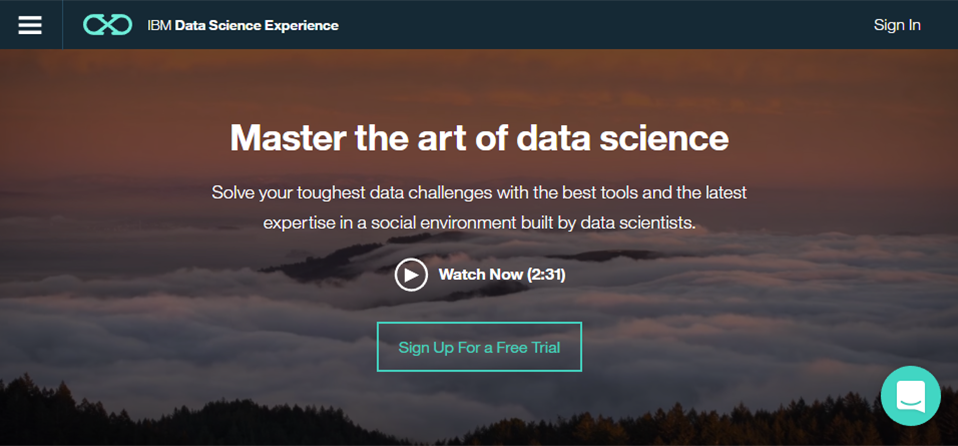 IBM Data Science Experience
Sign In
Master the art of data science
Solve your toughest data challenges with the best tools and the latest
expertise in a social environment built by data scientists.
Watch Now (2:31)
Sign Up For a Free Trial